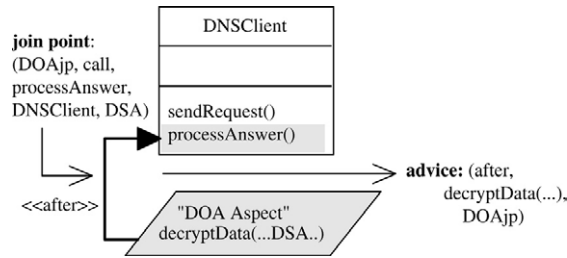 DNSClient
join point:
(DOAjp, call,
processAnswer,
DNSClient, DSA)
sendRequest()
processAnswer()
<<after>>
advice: (after,
decryptData(...),
DOAjp)
"DOA Aspect"
decryptData(...DSA..)